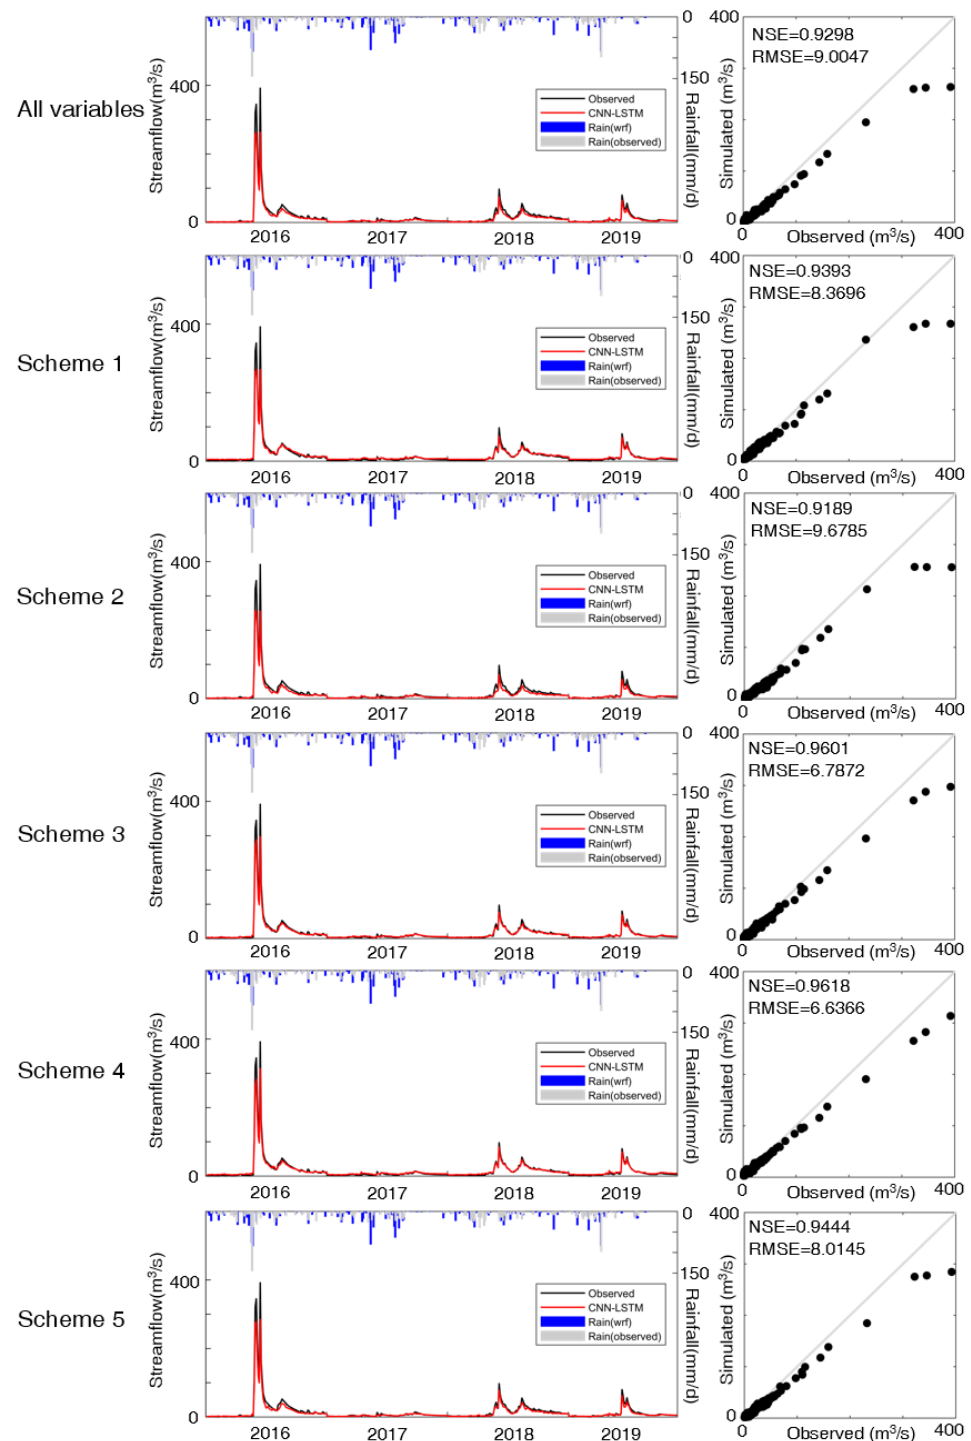 All variables
Streamflow(m³/s)
400
0
2016
2017
2018
2019
Observed
CNN-LSTM
Rain(wrf)
Rain(observed)
0
150
Rainfall(mm/d)
400
Simulated (m³/s)
0
NSE=0.9298
RMSE=9.0047
0
Observed (m³/s)
400
Scheme 1
Streamflow(m³/s)
400
0
2016
2017
2018
2019
Observed
CNN-LSTM
Rain(wrf)
Rain(observed)
0
150
Rainfall(mm/d)
400
Simulated (m³/s)
0
NSE=0.9393
RMSE=8.3696
0
Observed (m³/s)
400
Scheme 2
Streamflow(m³/s)
400
0
2016
2017
2018
2019
Observed
CNN-LSTM
Rain(wrf)
Rain(observed)
0
150
Rainfall(mm/d)
400
Simulated (m³/s)
0
NSE=0.9189
RMSE=9.6785
0
Observed (m³/s)
400
Scheme 3
Streamflow(m³/s)
400
0
2016
2017
2018
2019
Observed
CNN-LSTM
Rain(wrf)
Rain(observed)
0
150
Rainfall(mm/d)
400
Simulated (m³/s)
0
NSE=0.9601
RMSE=6.7872
0
Observed (m³/s)
400
Scheme 4
Streamflow(m³/s)
400
0
2016
2017
2018
2019
Observed
CNN-LSTM
Rain(wrf)
Rain(observed)
0
150
Rainfall(mm/d)
400
Simulated (m³/s)
0
NSE=0.9618
RMSE=6.6366
0
Observed (m³/s)
400
Scheme 5
Streamflow(m³/s)
400
0
2016
2017
2018
2019
Observed
CNN-LSTM
Rain(wrf)
Rain(observed)
0
150
Rainfall(mm/d)
400
Simulated (m³/s)
0
NSE=0.9444
RMSE=8.0145
0
Observed (m³/s)
400